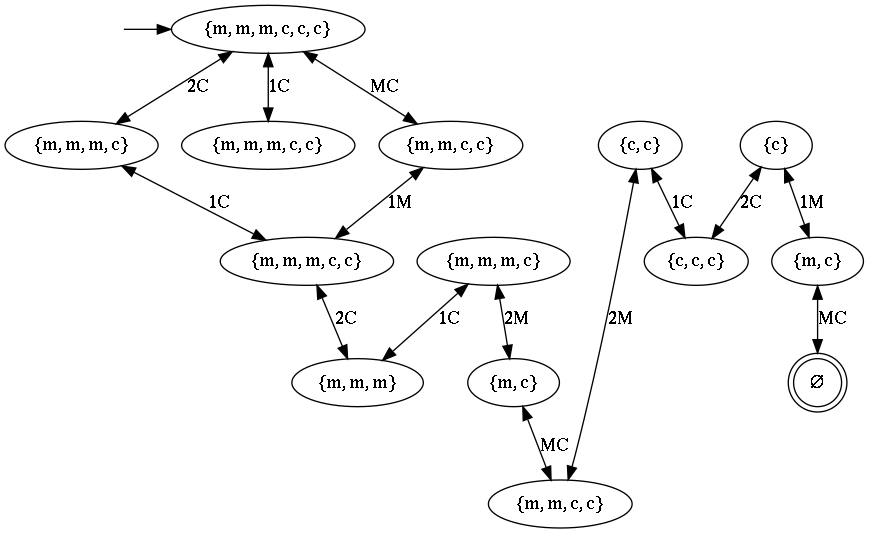 {m, m, m, c, c, c}
2C
1C
MC
{m, m, m, c}
{m, m, m, c, c}
{m, m, c, c}
{c, c}
{c}
1C
1M
1C
2C
1M
{m, m, m, c, c}
{m, m, m, c}
{c, c, c}
{m, c}
2C
1C
2M
2M
MC
{m, m, m}
{m, c}
∅
MC
{m, m, c, c}